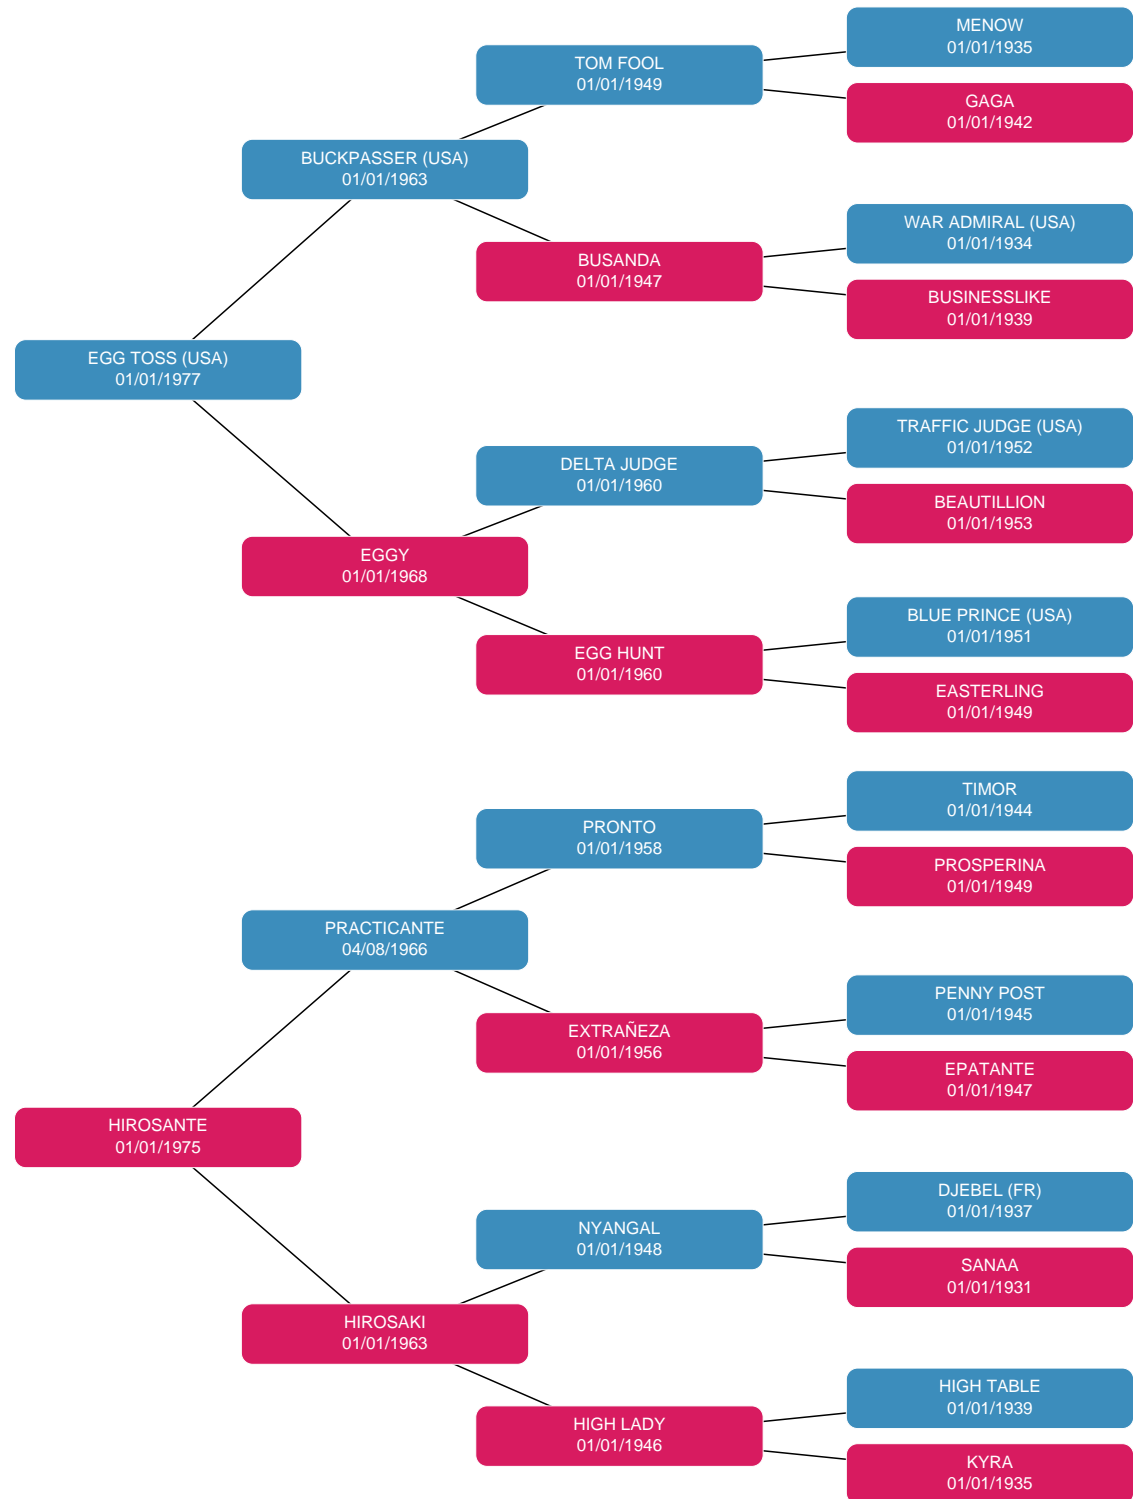 MENOW
01/01/1935
TOM FOOL
01/01/1949
GAGA
01/01/1942
BUCKPASSER (USA)
01/01/1963
WAR ADMIRAL (USA)
01/01/1934
BUSANDA
01/01/1947
BUSINESSLIKE
01/01/1939
EGG TOSS (USA)
01/01/1977
TRAFFIC JUDGE (USA)
01/01/1952
DELTA JUDGE
01/01/1960
BEAUTILLION
01/01/1953
EGGY
01/01/1968
BLUE PRINCE (USA)
01/01/1951
EGG HUNT
01/01/1960
EASTERLING
01/01/1949
TIMOR
01/01/1944
PRONTO
01/01/1958
PROSPERINA
01/01/1949
PRACTICANTE
04/08/1966
PENNY POST
01/01/1945
EXTRAÑEZA
01/01/1956
EPATANTE
01/01/1947
HIROSANTE
01/01/1975
DJEBEL (FR)
01/01/1937
NYANGAL
01/01/1948
SANAA
01/01/1931
HIROSAKI
01/01/1963
HIGH TABLE
01/01/1939
HIGH LADY
01/01/1946
KYRA
01/01/1935